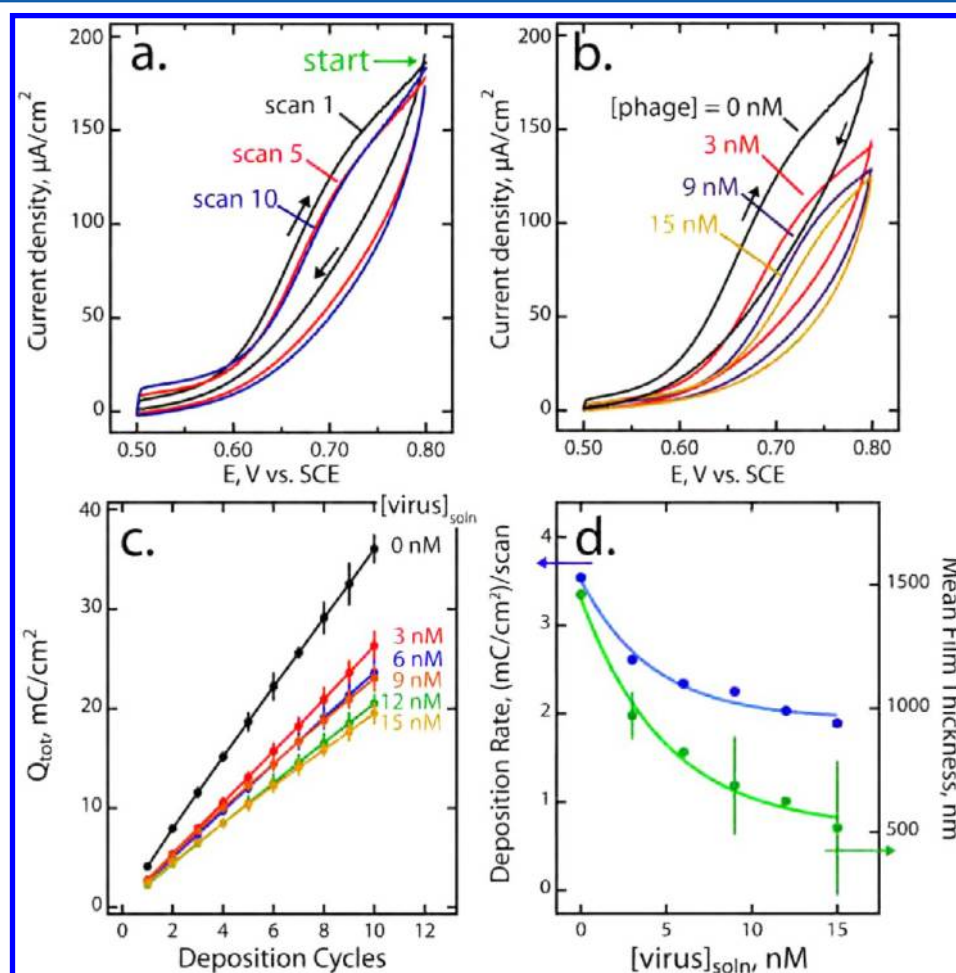 a.
200
150
100
50
0
Current density, µA/cm²
start
scan 1
scan 5
scan 10
0.50
0.60
0.70
0.80
E, V vs. SCE
b.
200
150
100
50
0
Current density, µA/cm²
[phage] = 0 nM
3 nM
9 nM
15 nM
0.50
0.60
0.70
0.80
E, V vs. SCE
c.
40
30
20
10
0
Qtot, mC/cm²
[virus]soln
0 nM
3 nM
6 nM
9 nM
12 nM
15 nM
0
2
4
6
8
10
12
Deposition Cycles
d.
4
3
2
1
0
Deposition Rate, (mC/cm²)/scan
1500
1000
500
Mean Film Thickness, nm
0
5
10
15
[virus]soln, nM